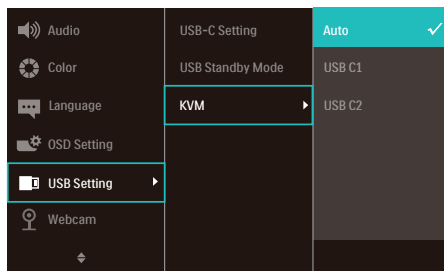 Audio
Color
Language
OSD Setting
USB Setting
Webcam
USB-C Setting
USB Standby Mode
KVM
Auto
USB C1
USB C2